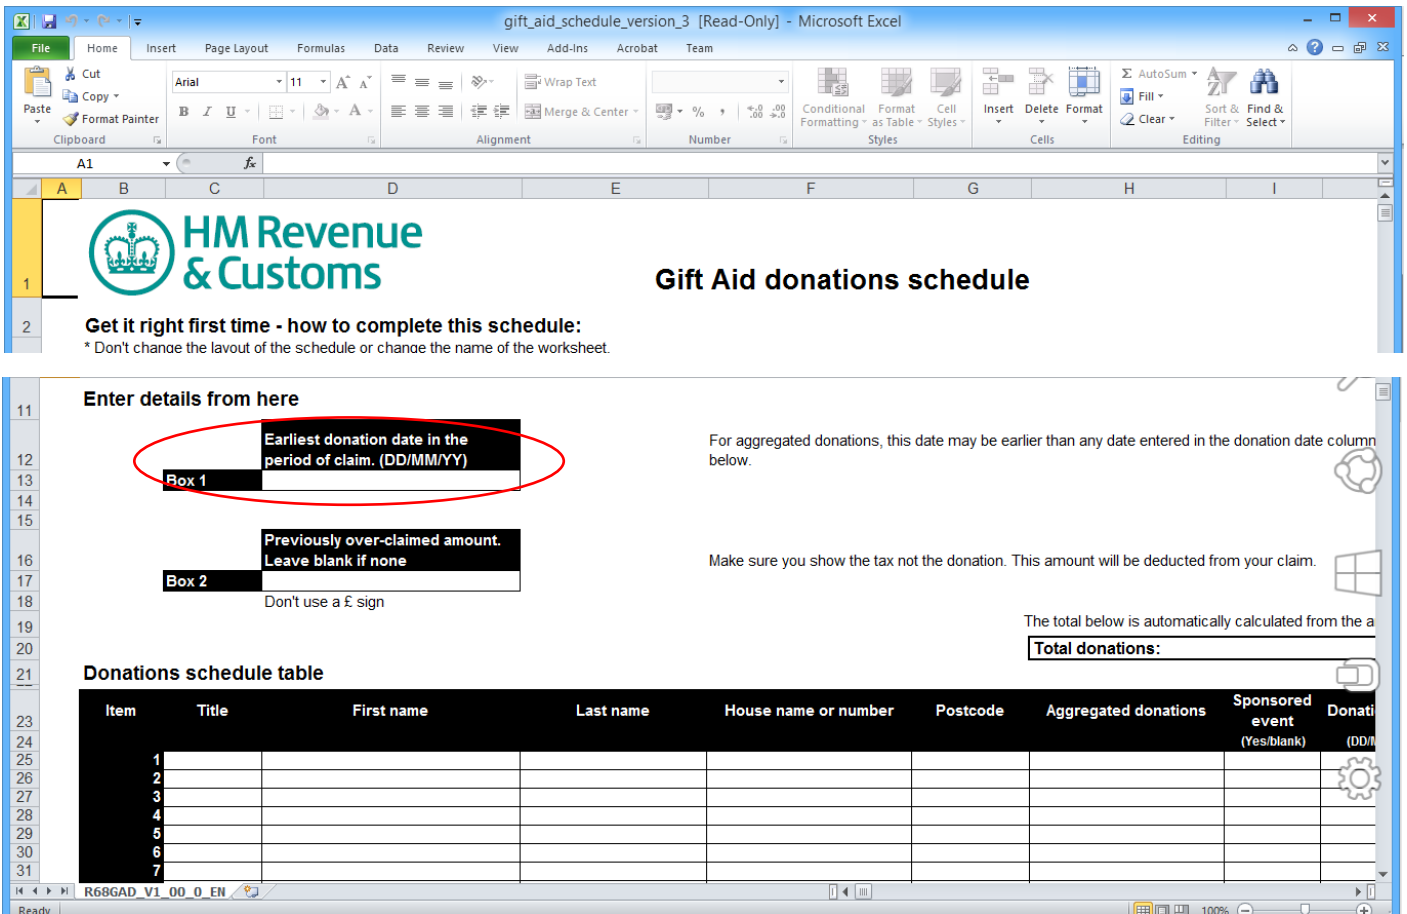 gift_aid_schedule_version_3 [Read-Only] - Microsoft Excel
File Home Insert Page Layout Formulas Data Review View Add-Ins Acrobat Team
Paste
Cut
Copy
Format Painter
Clipboard
Arial 11
B I U A
Font
Wrap Text
Merge & Center
Alignment
%
Number
Conditional Formatting
Format as Table
Cell Styles
Styles
Insert Delete Format
Cells
Σ AutoSum
Fill
Clear
Sort & Filter
Find & Select
Editing
A1 fx
A B C D E F G H I
1
HM Revenue
& Customs
Gift Aid donations schedule
2 Get it right first time - how to complete this schedule:
* Don't change the layout of the schedule or change the name of the worksheet.
11 Enter details from here
Earliest donation date in the
12 period of claim. (DD/MM/YY)
For aggregated donations, this date may be earlier than any date entered in the donation date column
below.
13 Box 1
14
15
Previously over-claimed amount.
16 Leave blank if none Make sure you show the tax not the donation. This amount will be deducted from your claim.
17 Box 2
18 Don't use a £ sign
19 The total below is automatically calculated from the a
20 Total donations:
21 Donations schedule table
23 Item Title First name Last name House name or number Postcode Aggregated donations Sponsored event Donati
24 (Yes/blank) (DD/M
25 1
26 2
27 3
28 4
29 5
30 6
31 7
R68GAD_V1_00_0_EN
Ready 100%